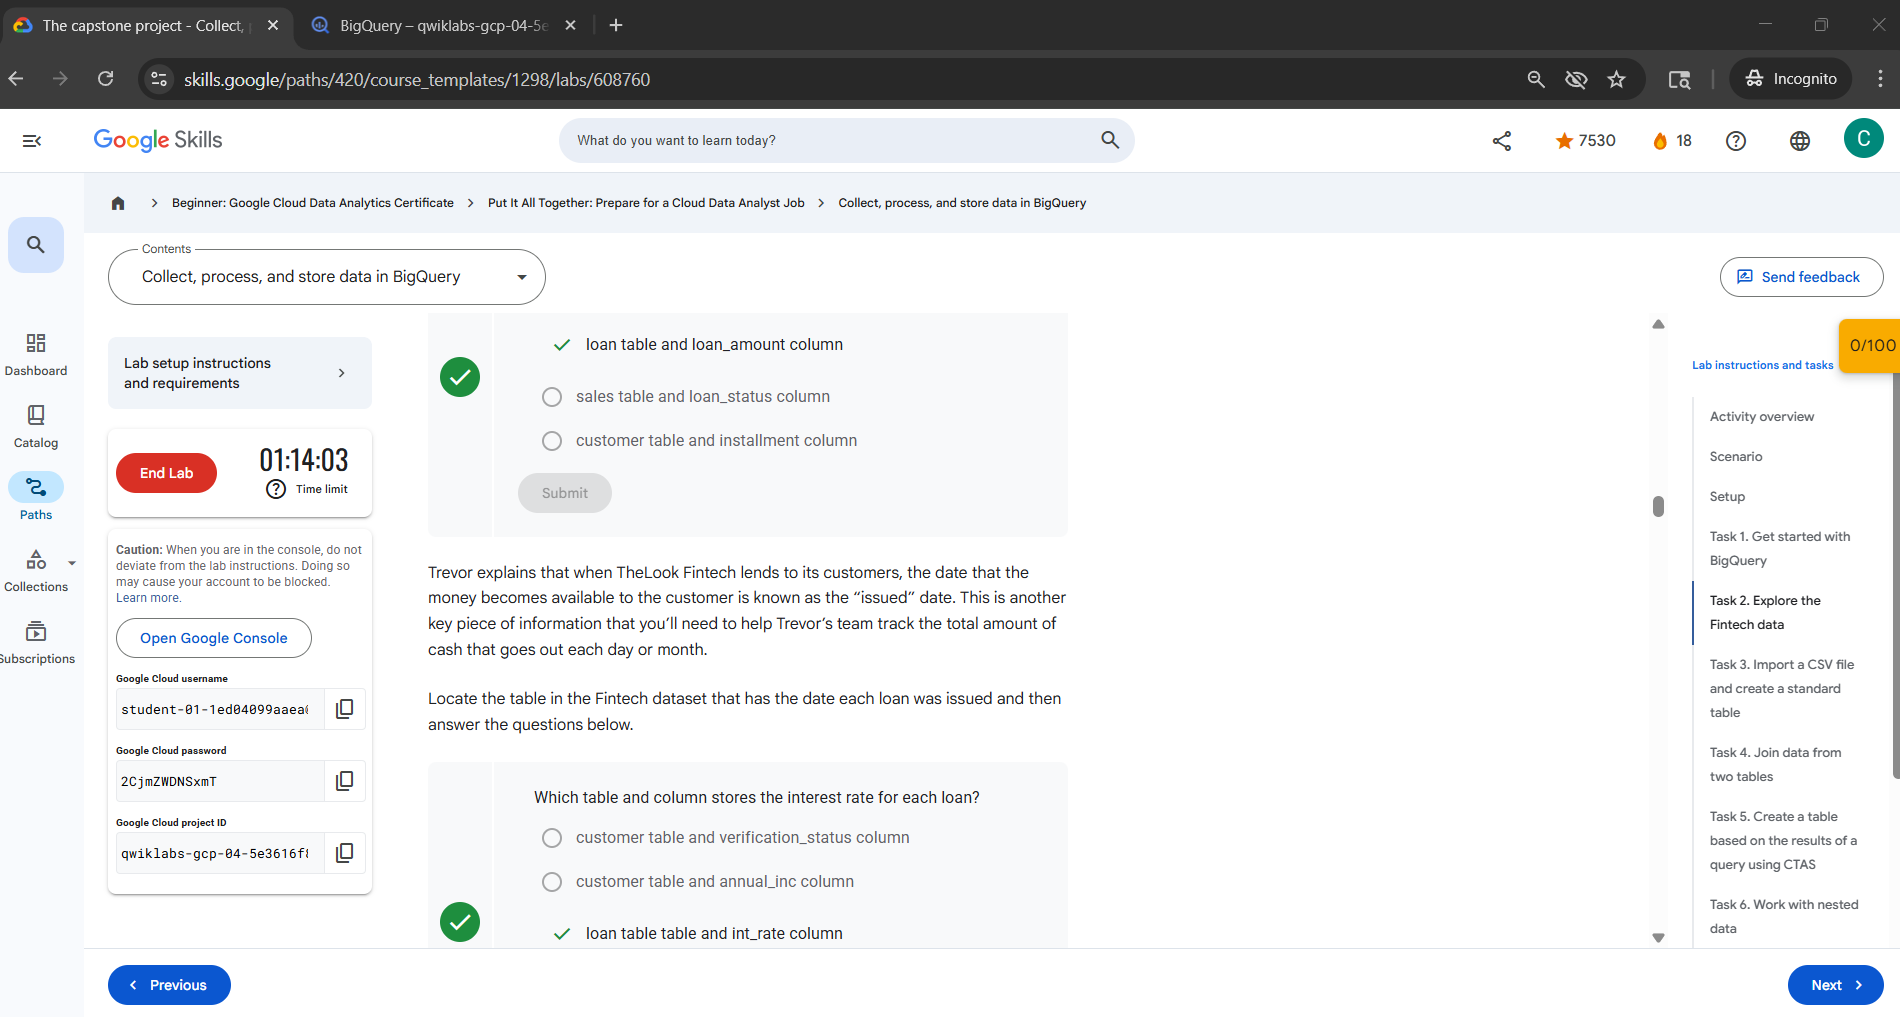 The capstone project - Collect,
BigQuery – qwiklabs-gcp-04-5e
skills.google/paths/420/course_templates/1298/labs/608760
Incognito
Google Skills
What do you want to learn today?
7530
18
C
Beginner: Google Cloud Data Analytics Certificate
Put It All Together: Prepare for a Cloud Data Analyst Job
Collect, process, and store data in BigQuery
Contents
Collect, process, and store data in BigQuery
Send feedback
Dashboard
Catalog
Paths
Collections
Subscriptions
Lab setup instructions
and requirements
End Lab
01:14:03
Time limit
Caution: When you are in the console, do not
deviate from the lab instructions. Doing so
may cause your account to be blocked.
Learn more.
Open Google Console
Google Cloud username
student-01-1ed04099aaea
Google Cloud password
2CjmZWDNSxmT
Google Cloud project ID
qwiklabs-gcp-04-5e3616f
loan table and loan_amount column
sales table and loan_status column
customer table and installment column
Submit
Trevor explains that when TheLook Fintech lends to its customers, the date that the
money becomes available to the customer is known as the “issued” date. This is another
key piece of information that you’ll need to help Trevor’s team track the total amount of
cash that goes out each day or month.
Locate the table in the Fintech dataset that has the date each loan was issued and then
answer the questions below.
Which table and column stores the interest rate for each loan?
customer table and verification_status column
customer table and annual_inc column
loan table table and int_rate column
0/100
Lab instructions and tasks
Activity overview
Scenario
Setup
Task 1. Get started with
BigQuery
Task 2. Explore the
Fintech data
Task 3. Import a CSV file
and create a standard
table
Task 4. Join data from
two tables
Task 5. Create a table
based on the results of a
query using CTAS
Task 6. Work with nested
data
Previous
Next